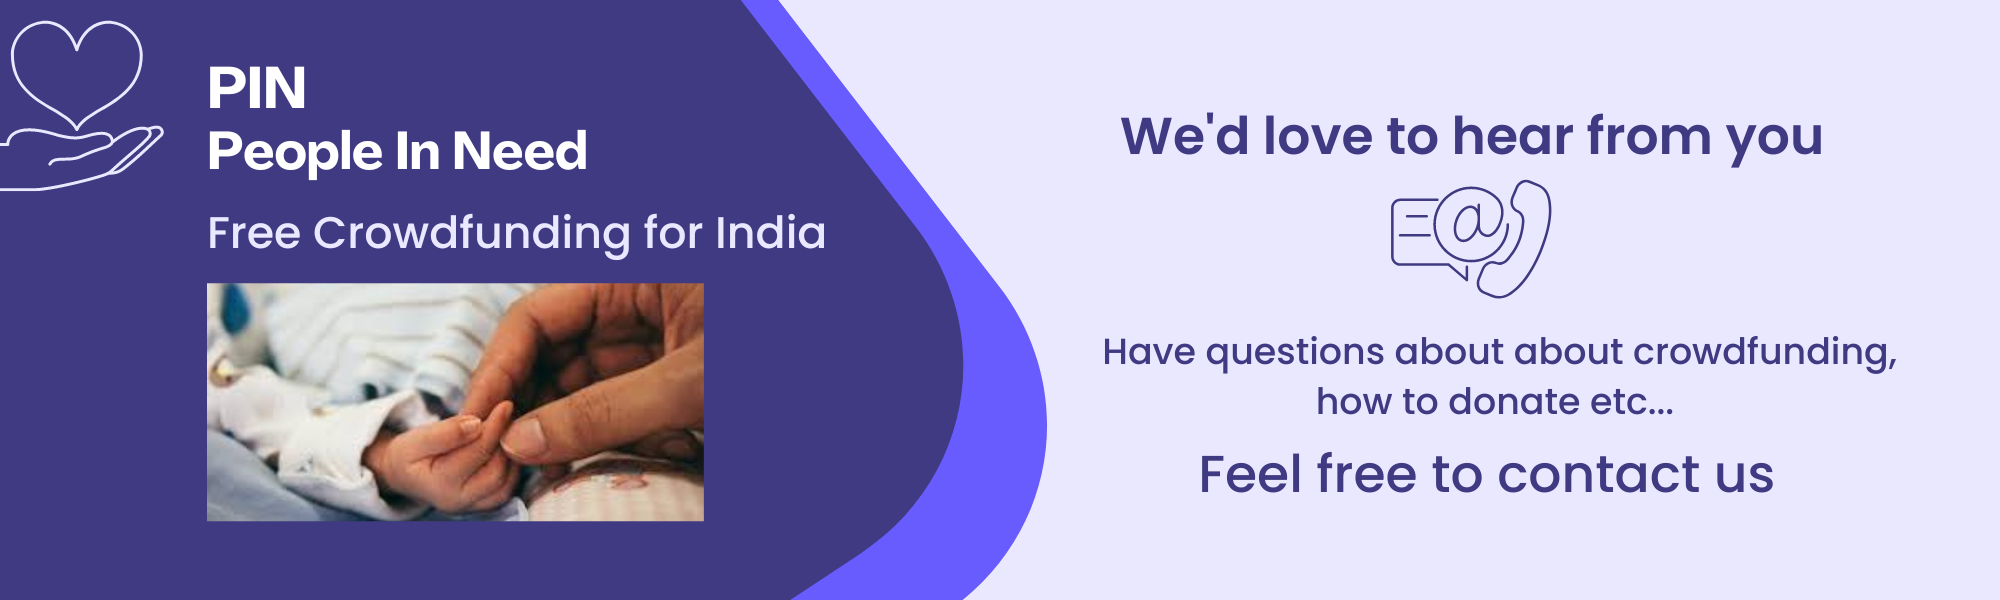 PIN
People In Need
Free Crowdfunding for India
We'd love to hear from you
@
Have questions about about crowdfunding,
how to donate etc...
Feel free to contact us